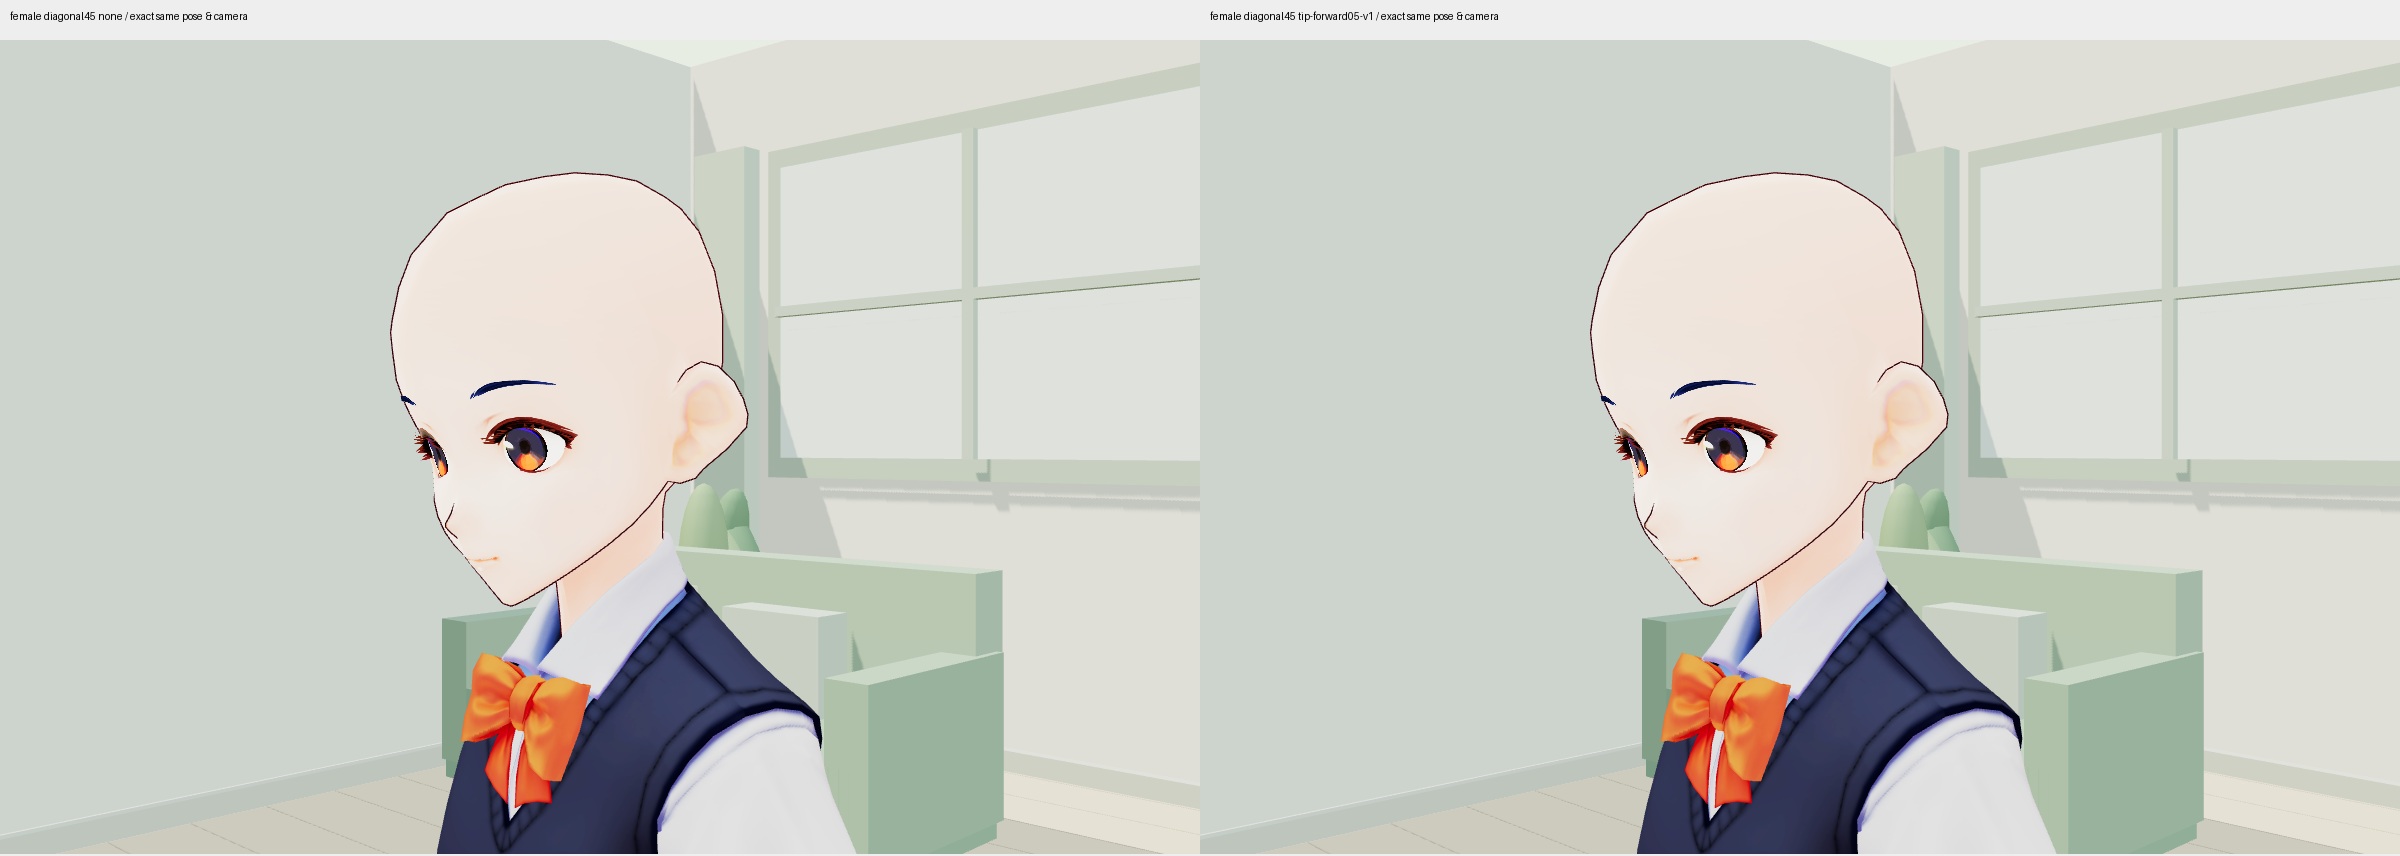 female diagonal45 none / exact same pose & camera
female diagonal45 tip-forward05-v1 / exact same pose & camera